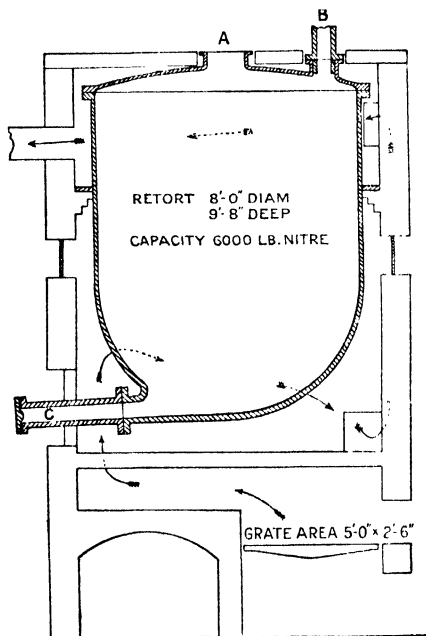 A
B
RETORT 8'-0" DIAM
9'-8" DEEP
CAPACITY 6000 LB. NITRE
C
GRATE AREA 5'-0" × 2'-6"